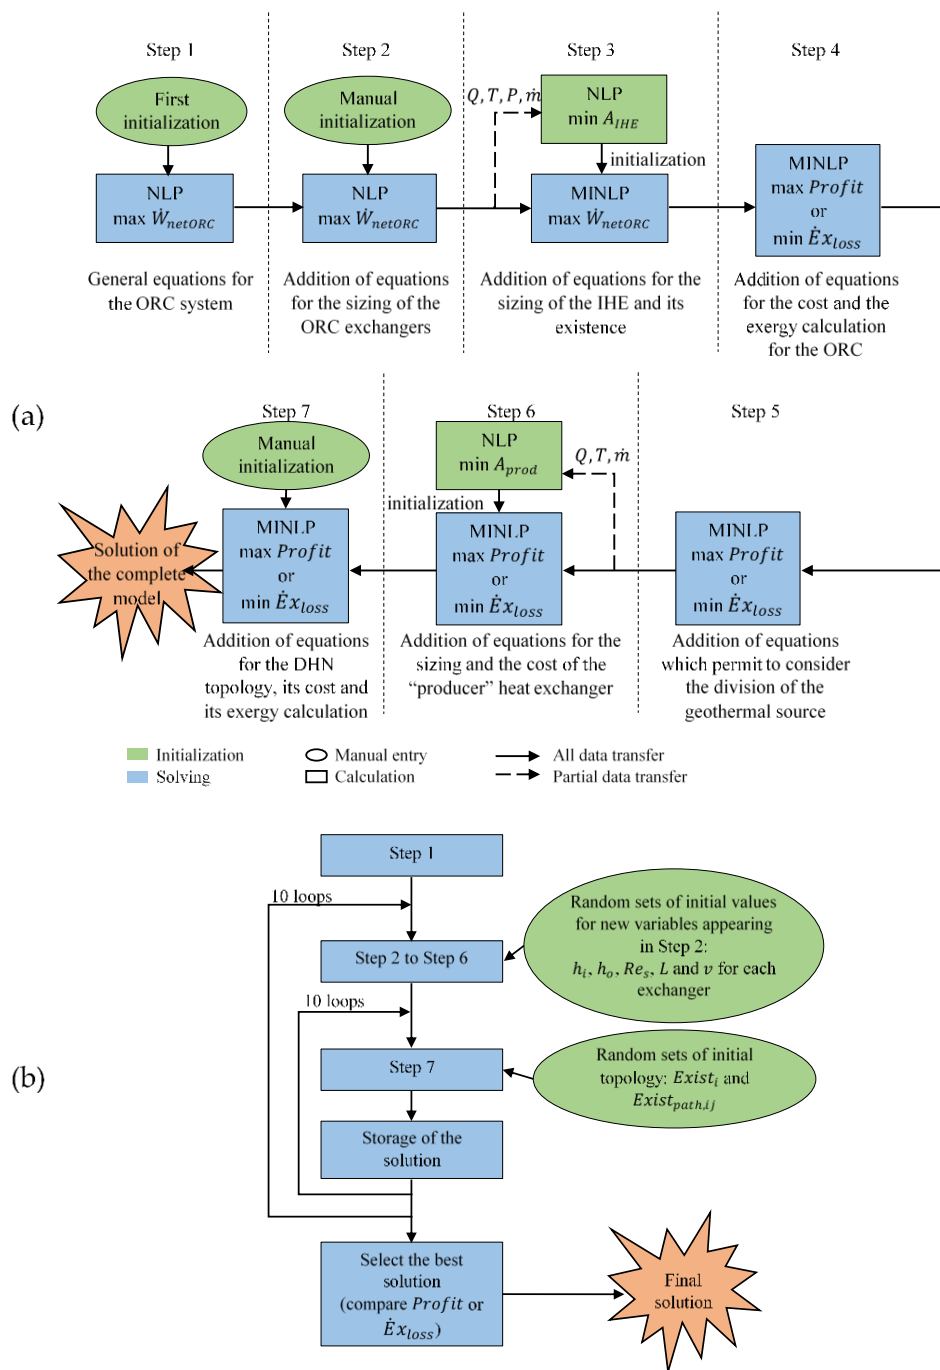 Step 1
Step 2
Step 3
Step 4
First
initialization
Manual
initialization
Q, T, P, ṁ
NLP
min A_IHE
initialization
NLP
max Ẇ_netORC
NLP
max Ẇ_netORC
MINLP
max Ẇ_netORC
MINLP
max Profit
or
min Ėx_loss
General equations for
the ORC system
Addition of equations
for the sizing of the
ORC exchangers
Addition of equations for the
sizing of the IHE and its
existence
Addition of equations
for the cost and the
exergy calculation
for the ORC
(a)
Step 7
Step 6
Step 5
Manual
initialization
NLP
min A_prod
Q, T, ṁ
initialization
Solution of
the complete
model
MINLP
max Profit
or
min Ėx_loss
MINLP
max Profit
or
min Ėx_loss
MINLP
max Profit
or
min Ėx_loss
Addition of equations
for the DHN
topology, its cost and
its exergy calculation
Addition of equations for the
sizing and the cost of the
“producer” heat exchanger
Addition of equations
which permit to consider
the division of the
geothermal source
Initialization
Manual entry
All data transfer
Solving
Calculation
Partial data transfer
Step 1
10 loops
Random sets of initial values
for new variables appearing
in Step 2:
h_i, h_o, Re_s, L and v for each
exchanger
Step 2 to Step 6
10 loops
(b)
Step 7
Random sets of initial
topology: Exist_i and
Exist_path,ij
Storage of the
solution
Select the best
solution
(compare Profit or
Ėx_loss)
Final
solution